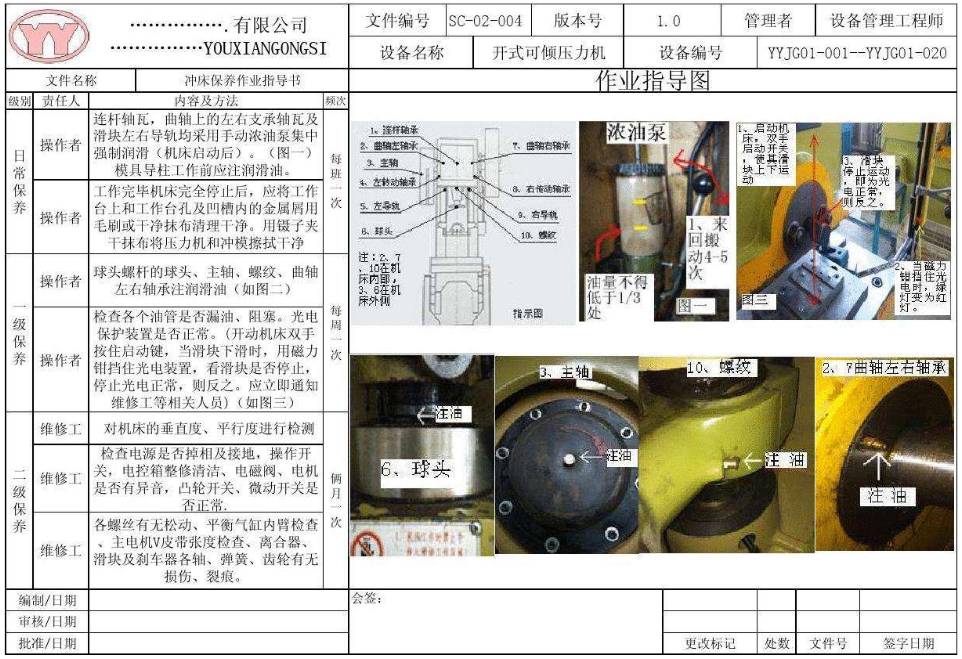 YY
...............有限公司
...............YOUXIANGONGSI
文件编号 SC-02-004 版本号 1.0 管理者 设备管理工程师
设备名称 开式可倾压力机 设备编号 YYJG01-001--YYJG01-020
文件名称 冲床保养作业指导书 作业指导图
级别 责任人 内容及方法 频次
日常保养
操作者
连杆轴瓦，曲轴上的左右支承轴瓦及
滑块左右导轨均采用手动浓油泵集中
强制润滑（机床启动后）。（图一）
模具导柱工作前应注润滑油。
每班一次
操作者
工作完毕机床完全停止后，应将工作
台上和工作台孔及凹槽内的金属屑用
毛刷或干净抹布清理干净。用镊子夹
干抹布将压力机和冲模擦拭干净
一级保养
操作者
球头螺杆的球头、主轴、螺纹、曲轴
左右轴承注润滑油（如图二）
每周一次
操作者
检查各个油管是否漏油、阻塞。光电
保护装置是否正常。(开动机床双手
按住启动键，当滑块下滑时，用磁力
钳挡住光电装置，看滑块是否停止，
停止光电正常，则反之。应立即通知
维修工等相关人员)（如图三）
二级保养
维修工
对机床的垂直度、平行度进行检测
俩月一次
维修工
检查电源是否掉相及接地，操作开
关，电控箱整修清洁、电磁阀、电机
是否有异音，凸轮开关、微动开关是
否正常.
维修工
各螺丝有无松动、平衡气缸内臂检查
、主电机V皮带张度检查、离合器、
滑块及刹车器各轴、弹簧、齿轮有无
损伤、裂痕。
1、连杆轴承
2、曲轴左轴承
3、主轴
4、左转动轴承
5、左导轨
6、球头
7、曲轴右轴承
8、右传动轴承
9、右导轨
10、螺纹
注：2、7
、10在机
床内部，
3、6在机
床外侧
指示图
浓油泵
1、来
回搬
动4-5
次
油量不得
低于1/3
处
图一
1、启动机
床，双手
启动开关
，使其滑
块上下运
动
3、滑块
停止运动
，即为光
电正常，
则反之。
2、当磁力
钳挡住光
电时，绿
灯变为红
灯。
图三
注油
6、球头
3、主轴
注油
10、螺纹
注 油
2、7曲轴左右轴承
注 油
编制/日期
审核/日期
批准/日期
会签：
更改标记 处数 文件号 签字日期